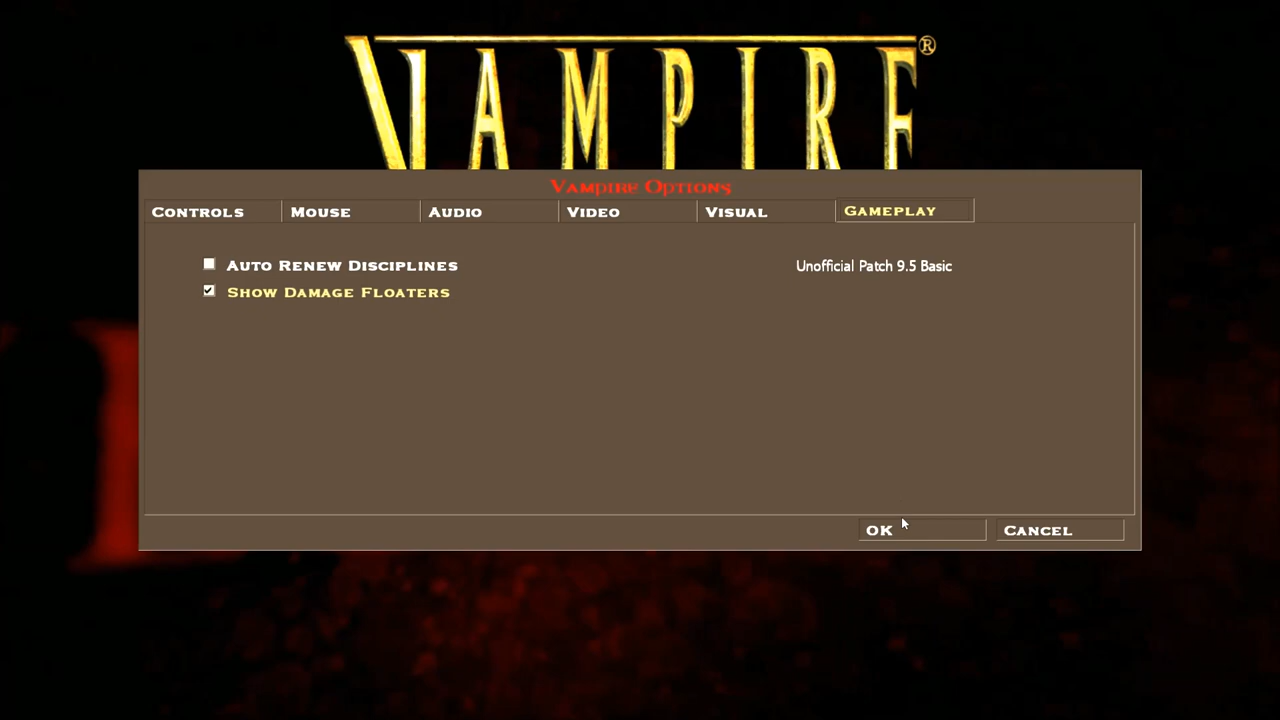 VAMPIRE®
Vampire Options
Controls Mouse Audio Video Visual Gameplay
Auto Renew Disciplines Unofficial Patch 9.5 Basic
Show Damage Floaters
OK Cancel